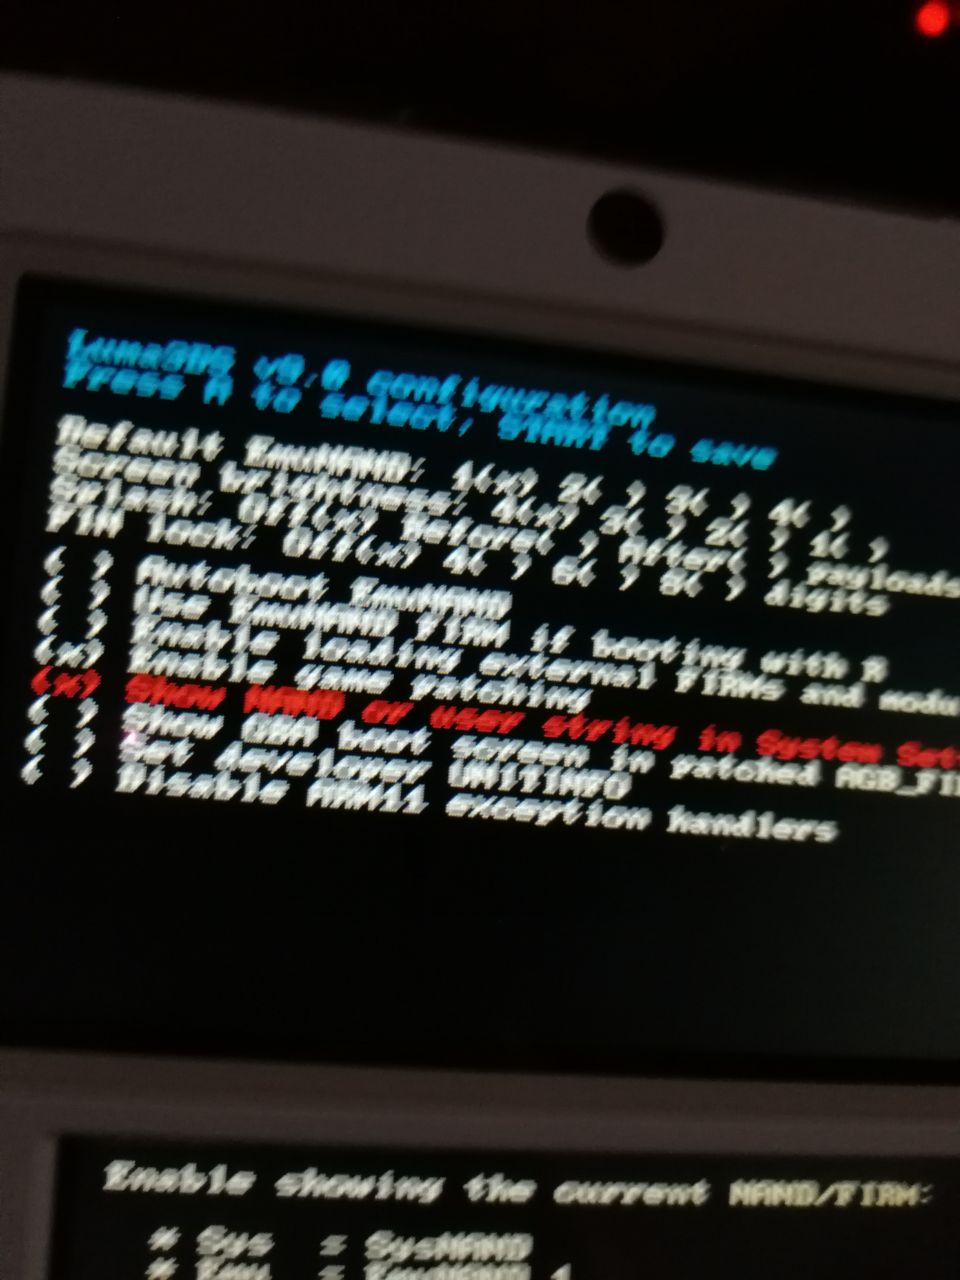 Luma3DS v8.0 configuration
Press A to select, START to save
Default EmuNAND: 1(x) 2( ) 3( ) 4( )
Screen brightness: 4(x) 3( ) 2( ) 1( )
Splash: Off(x) Before( ) After( ) payloads
PIN lock: Off(x) 4( ) 6( ) 8( ) digits
( ) Autoboot EmuNAND
( ) Use EmuNAND FIRM if booting with R
( ) Enable loading external FIRMs and modu
(x) Enable game patching
(x) Show NAND or user string in System Set
( ) Show GBA boot screen in patched AGB_FI
( ) Set developer UNITINFO
( ) Disable ARM11 exception handlers
Enable showing the current NAND/FIRM:
* Sys = SysNAND
* Emu = EmuNAND 1